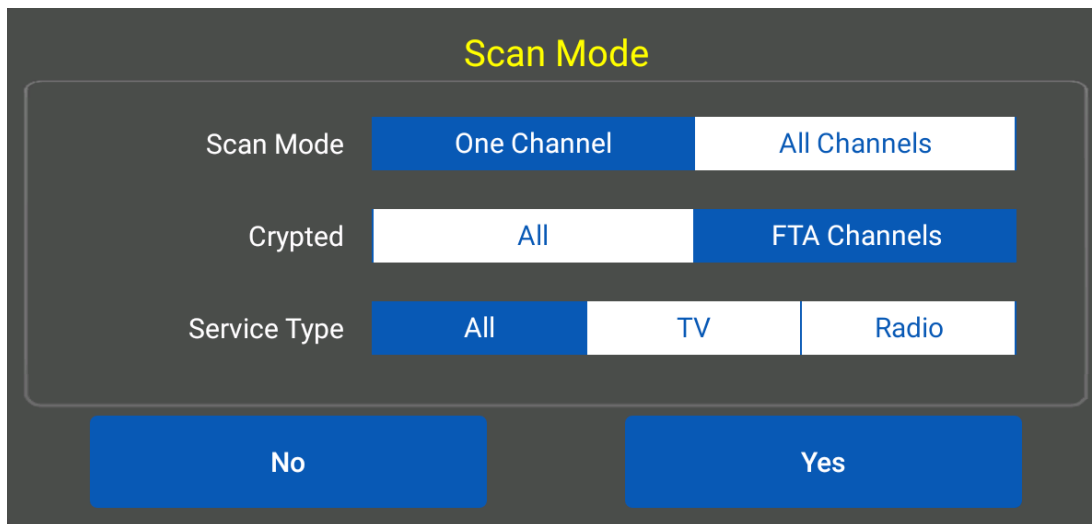 Scan Mode
Scan Mode One Channel All Channels
Crypted All FTA Channels
Service Type All TV Radio
No Yes